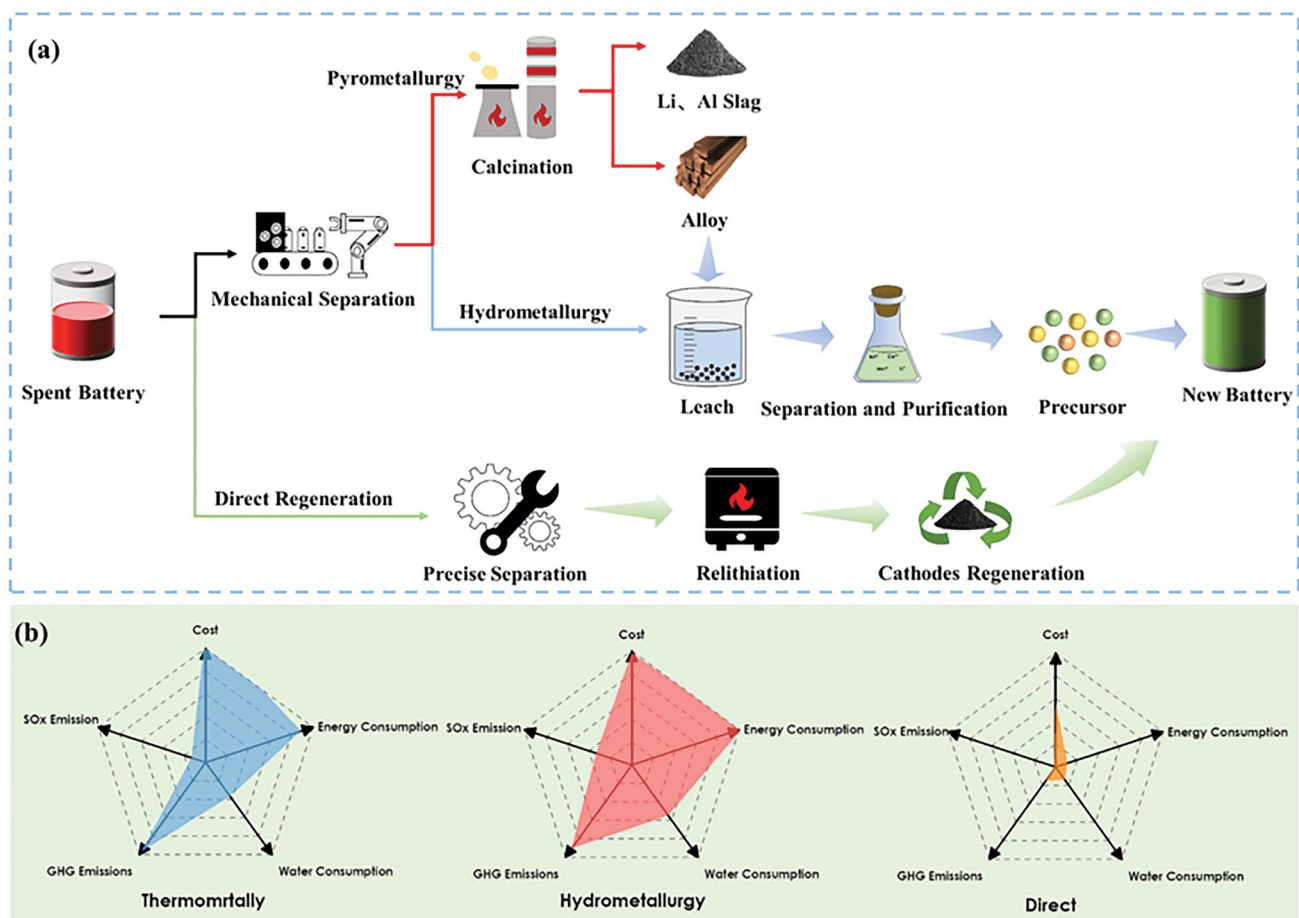 (a)
Pyrometallurgy
Calcination
Li、Al Slag
Alloy
Mechanical Separation
Spent Battery
Hydrometallurgy
Leach
Separation and Purification
Precursor
New Battery
Direct Regeneration
Precise Separation
Relithiation
Cathodes Regeneration
(b)
Cost
SOx Emission
Energy Consumption
GHG Emissions
Water Consumption
Thermomrtally
Cost
SOx Emission
Energy Consumption
GHG Emissions
Water Consumption
Hydrometallurgy
Cost
SOx Emission
Energy Consumption
GHG Emissions
Water Consumption
Direct